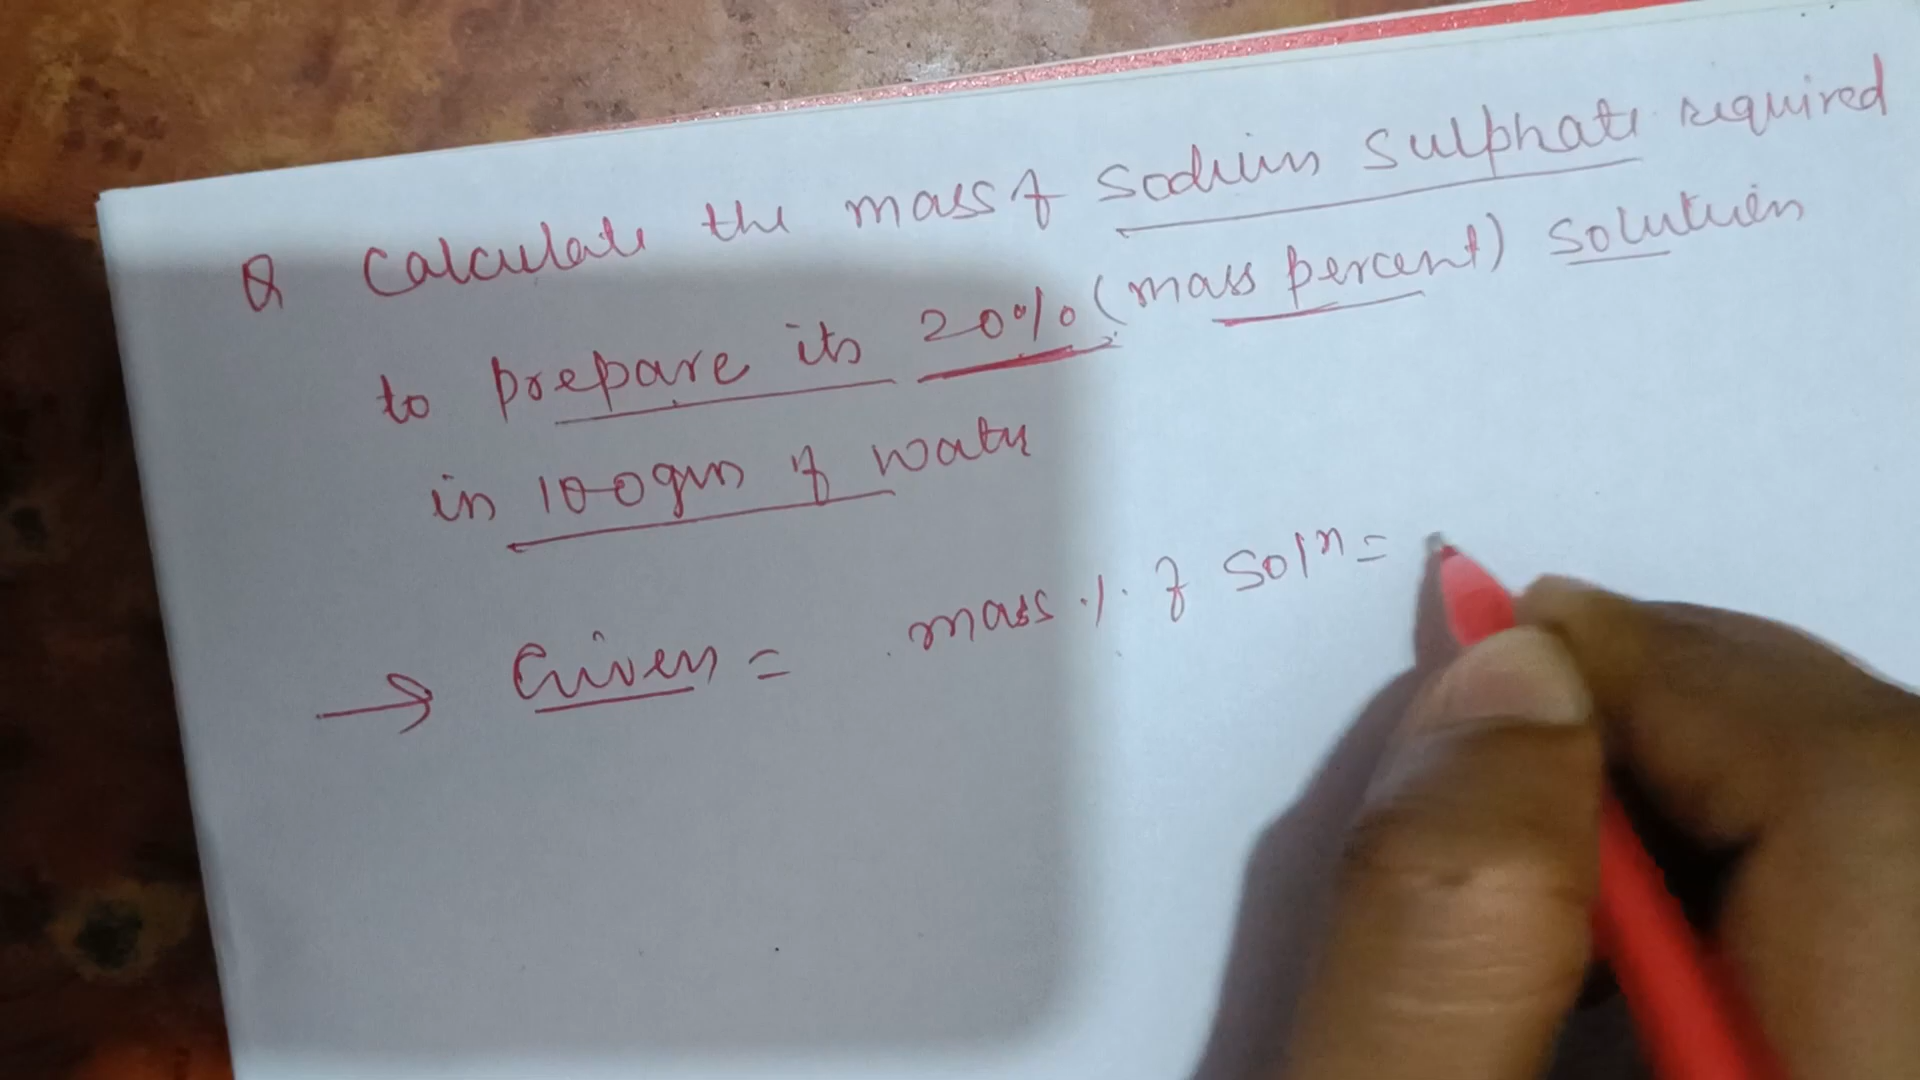 Q Calculate the mass of sodium sulphate required
to prepare its 20% (mass percent) solution
in 100gm of water
→ Given = mass % of solⁿ =